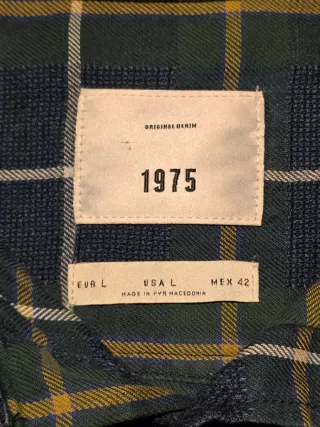 ORIGINAL DENIM
1975
EUR L USA L MEX 42
MADE IN FYR MACEDONIA